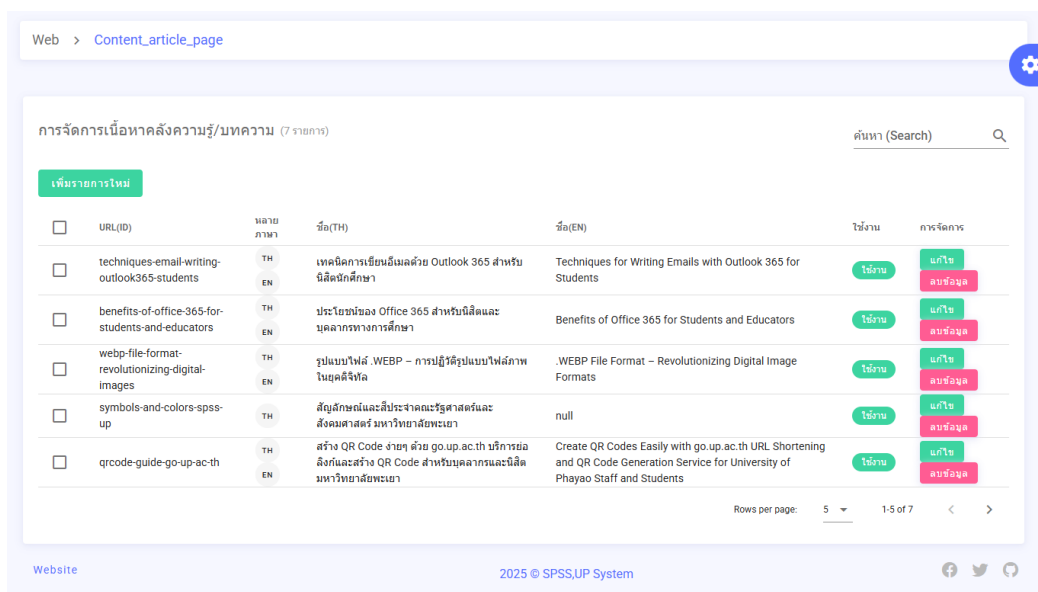 Web > Content_article_page
การจัดการเนื้อหาคลังความรู้/บทความ (7 รายการ)
ค้นหา (Search)
เพิ่มรายการใหม่
URL(ID)
หลาย
ภาษา
ชื่อ(TH)
ชื่อ(EN)
ใช้งาน
การจัดการ
techniques-email-writing-
outlook365-students
TH
EN
เทคนิคการเขียนอีเมลด้วย Outlook 365 สำหรับ
นิสิตนักศึกษา
Techniques for Writing Emails with Outlook 365 for
Students
ใช้งาน
แก้ไข
ลบข้อมูล
benefits-of-office-365-for-
students-and-educators
TH
EN
ประโยชน์ของ Office 365 สำหรับนิสิตและ
บุคลากรทางการศึกษา
Benefits of Office 365 for Students and Educators
ใช้งาน
แก้ไข
ลบข้อมูล
webp-file-format-
revolutionizing-digital-
images
TH
EN
รูปแบบไฟล์ .WEBP – การปฏิวัติรูปแบบไฟล์ภาพ
ในยุคดิจิทัล
.WEBP File Format – Revolutionizing Digital Image
Formats
ใช้งาน
แก้ไข
ลบข้อมูล
symbols-and-colors-spss-
up
TH
สัญลักษณ์และสีประจำคณะรัฐศาสตร์และ
สังคมศาสตร์ มหาวิทยาลัยพะเยา
null
ใช้งาน
แก้ไข
ลบข้อมูล
qrcode-guide-go-up-ac-th
TH
EN
สร้าง QR Code ง่ายๆ ด้วย go.up.ac.th บริการย่อ
ลิงก์และสร้าง QR Code สำหรับบุคลากรและนิสิต
มหาวิทยาลัยพะเยา
Create QR Codes Easily with go.up.ac.th URL Shortening
and QR Code Generation Service for University of
Phayao Staff and Students
ใช้งาน
แก้ไข
ลบข้อมูล
Rows per page: 5 1-5 of 7
Website
2025 © SPSS,UP System